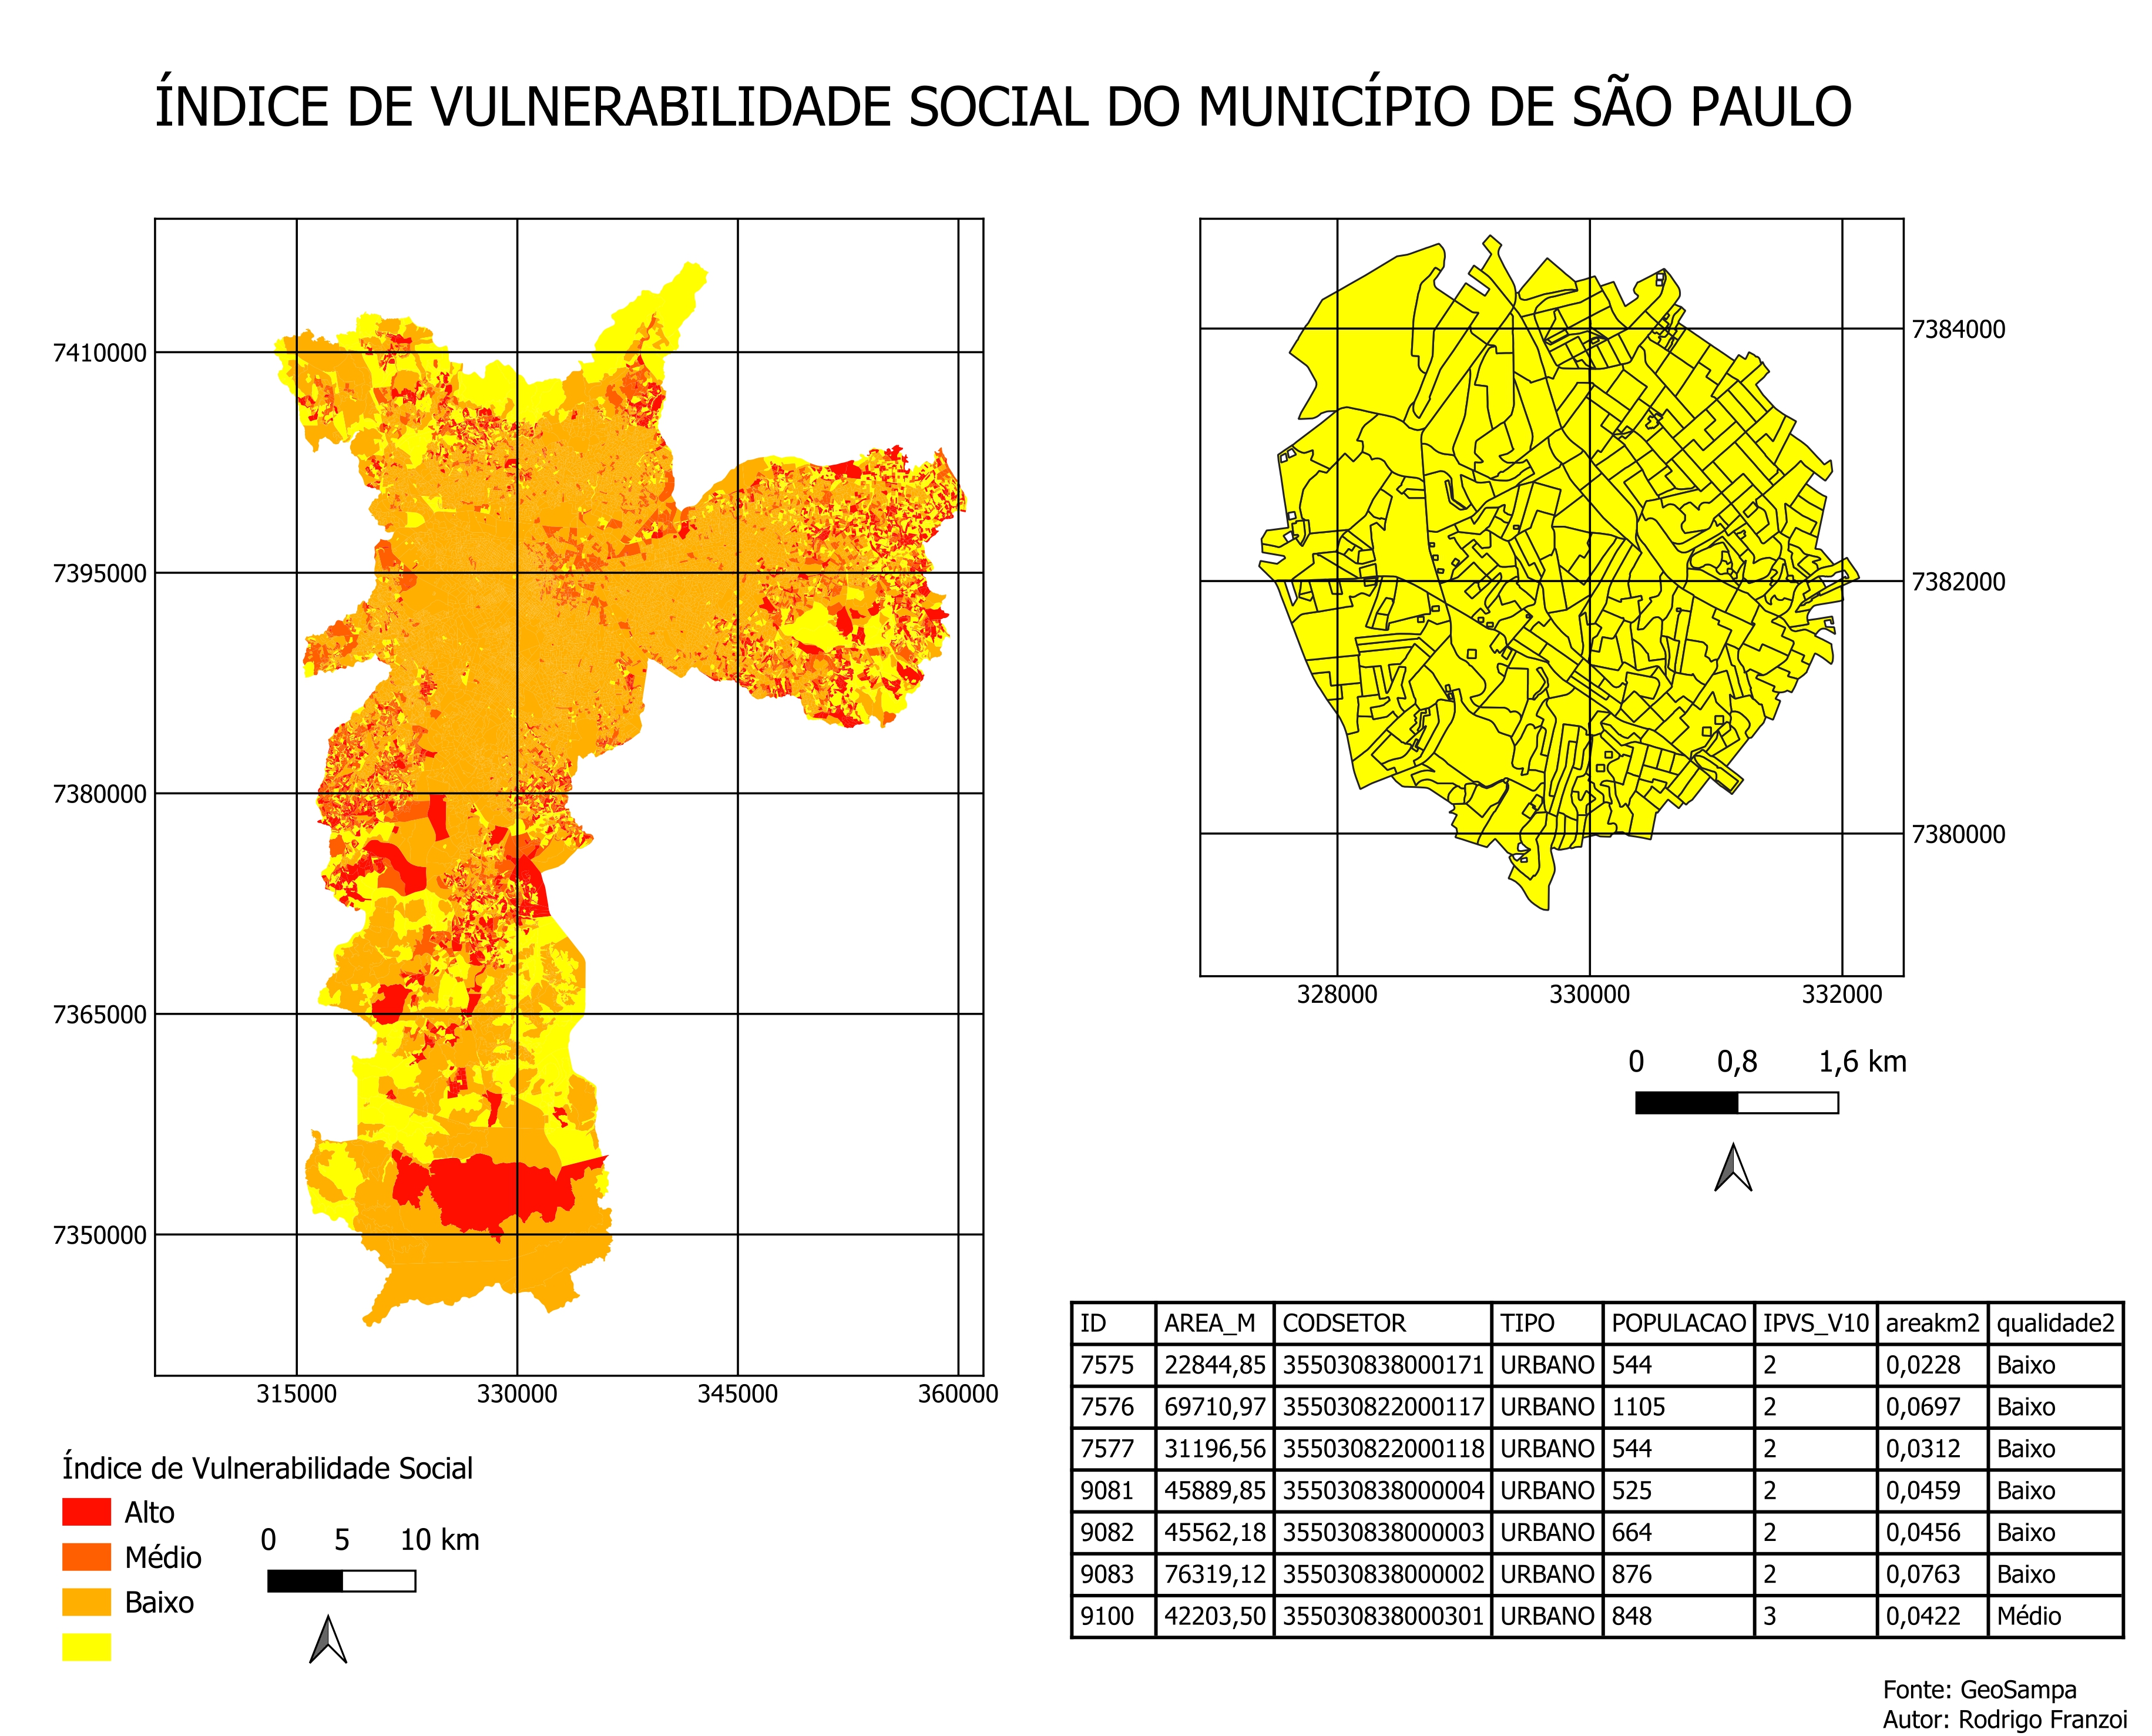 ÍNDICE DE VULNERABILIDADE SOCIAL DO MUNICÍPIO DE SÃO PAULO
7410000
7395000
7380000
7365000
7350000
315000 330000 345000 360000
7384000
7382000
7380000
328000 330000 332000
0 0,8 1,6 km
Índice de Vulnerabilidade Social
Alto
Médio
Baixo
0 5 10 km
ID AREA_M CODSETOR TIPO POPULACAO IPVS_V10 areakm2 qualidade2
7575 22844,85 355030838000171 URBANO 544 2 0,0228 Baixo
7576 69710,97 355030822000117 URBANO 1105 2 0,0697 Baixo
7577 31196,56 355030822000118 URBANO 544 2 0,0312 Baixo
9081 45889,85 355030838000004 URBANO 525 2 0,0459 Baixo
9082 45562,18 355030838000003 URBANO 664 2 0,0456 Baixo
9083 76319,12 355030838000002 URBANO 876 2 0,0763 Baixo
9100 42203,50 355030838000301 URBANO 848 3 0,0422 Médio
Fonte: GeoSampa
Autor: Rodrigo Franzoi